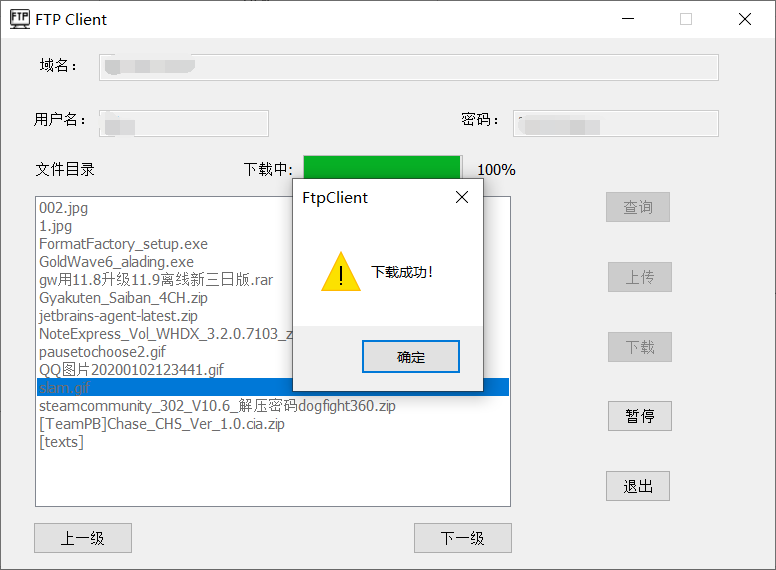 FTP FTP Client
域名：
用户名： 密码：
文件目录 下载中: 100%
FtpClient
002.jpg
1.jpg
FormatFactory_setup.exe
GoldWave6_alading.exe
gw用11.8升级11.9离线新三日版.rar
Gyakuten_Saiban_4CH.zip
jetbrains-agent-latest.zip
NoteExpress_Vol_WHDX_3.2.0.7103_z
pausetochoose2.gif
QQ图片20200102123441.gif
slam.gif
steamcommunity_302_V10.6_解压密码dogfight360.zip
[TeamPB]Chase_CHS_Ver_1.0.cia.zip
[texts]
下载成功！
确定
查询
上传
下载
暂停
退出
上一级 下一级